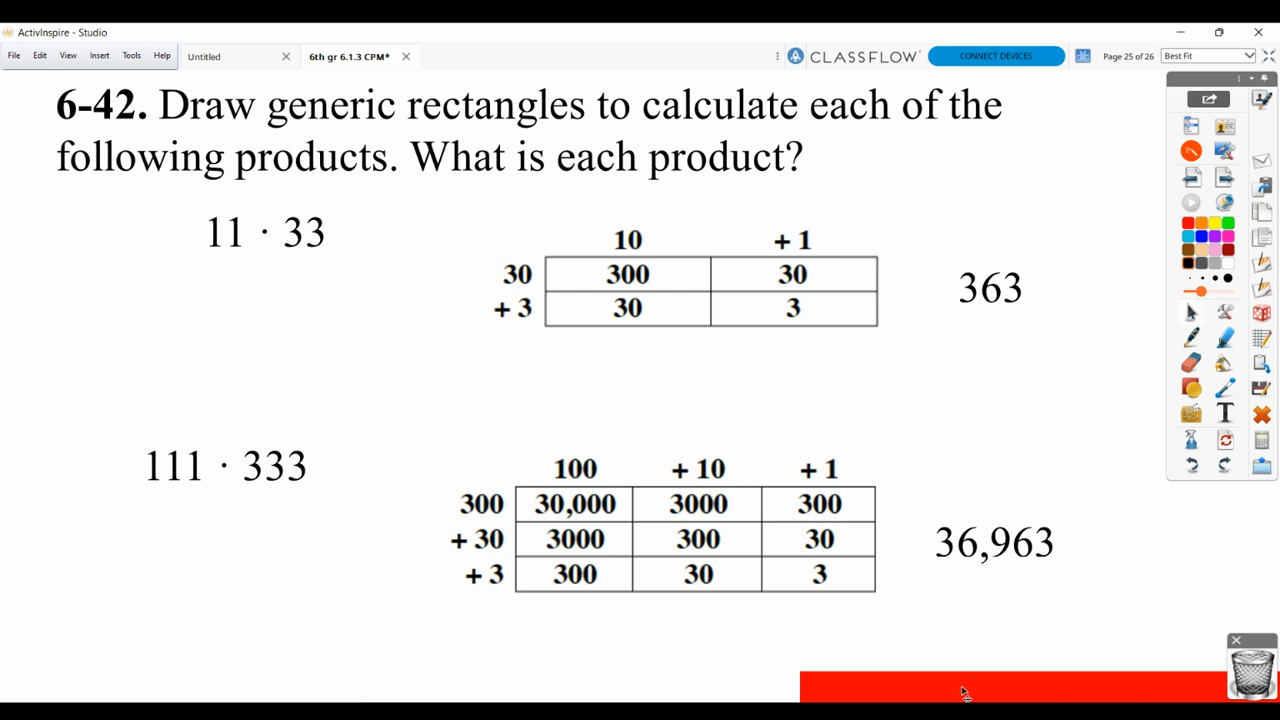 ActivInspire - Studio
File Edit View Insert Tools Help Untitled 6th gr 6.1.3 CPM* CLASSFLOW CONNECT DEVICES Page 25 of 26 Best Fit
6-42. Draw generic rectangles to calculate each of the
following products. What is each product?
11 · 33
10 + 1
30 300 30
+ 3 30 3
363
111 · 333
100 + 10 + 1
300 30,000 3000 300
+ 30 3000 300 30
+ 3 300 30 3
36,963